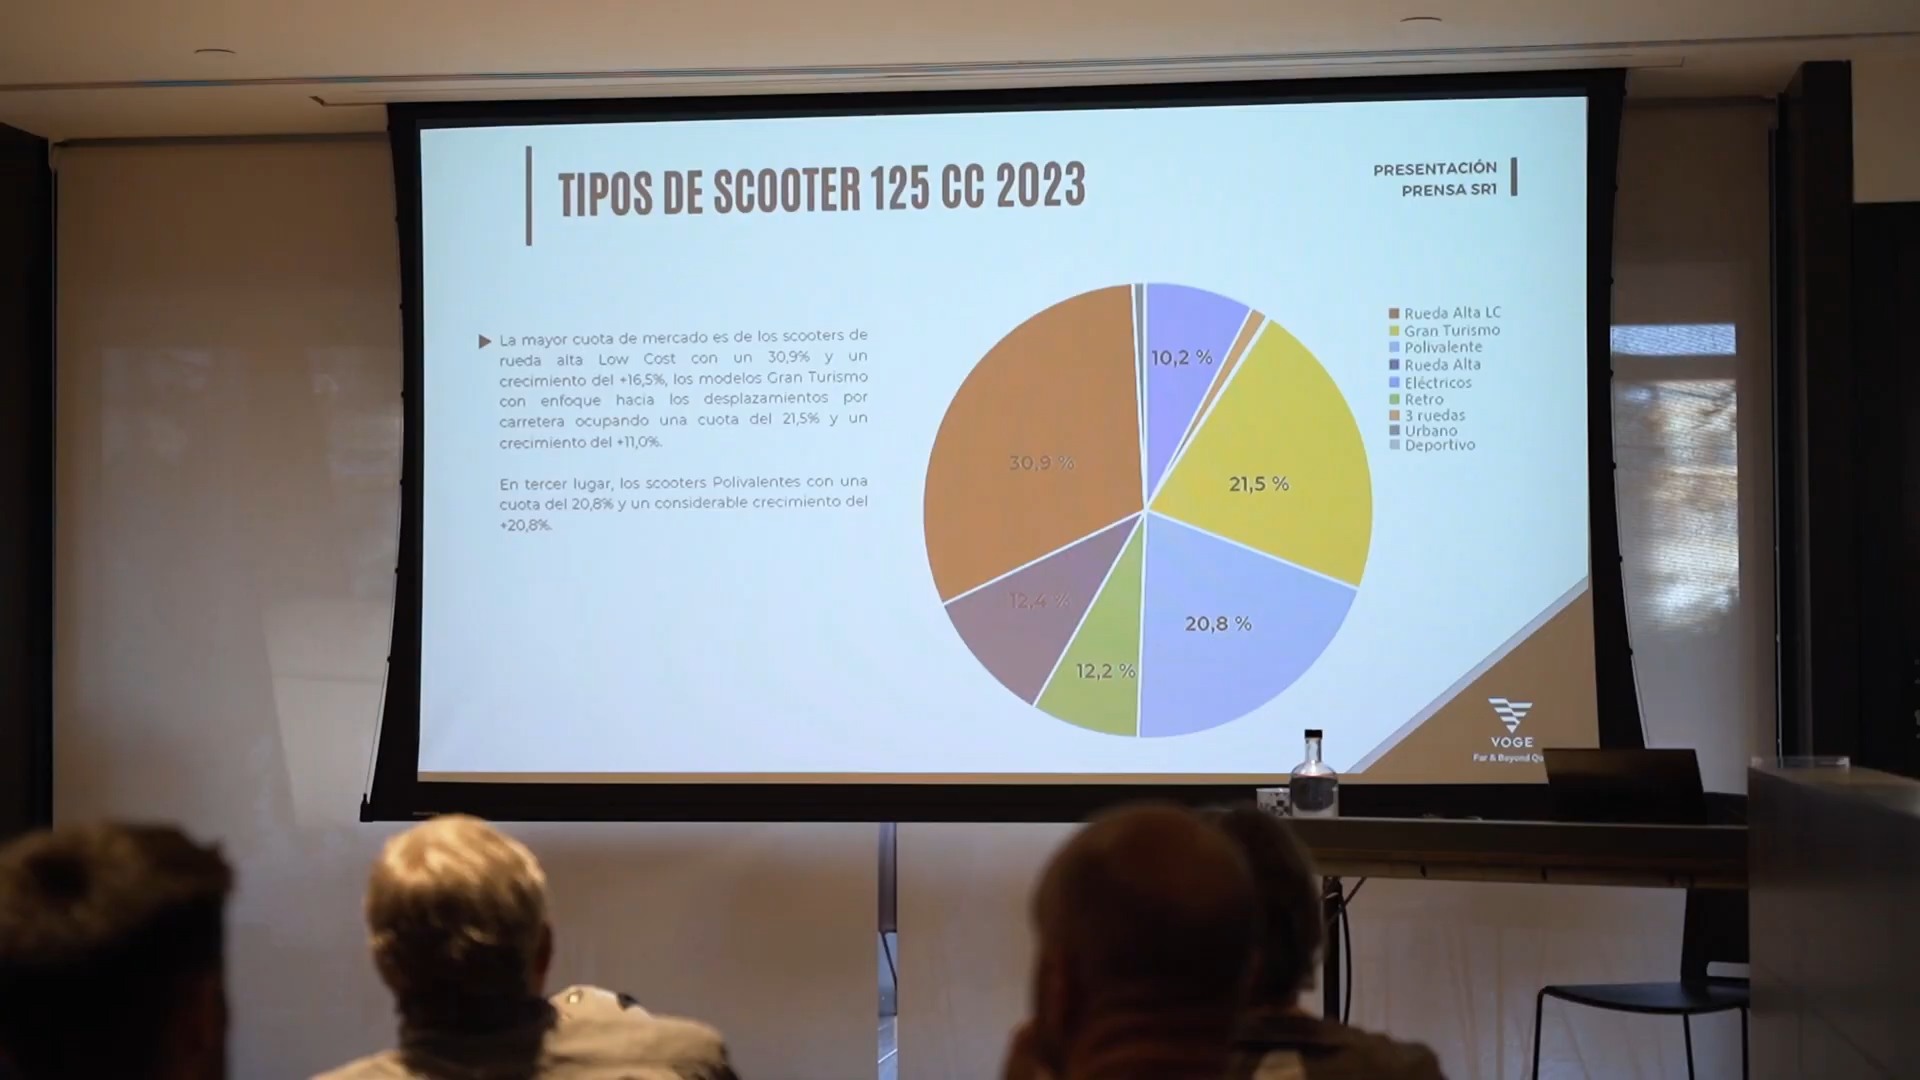 TIPOS DE SCOOTER 125 CC 2023
PRESENTACIÓN
PRENSA SR1
La mayor cuota de mercado es de los scooters de
rueda alta Low Cost con un 30,9% y un
crecimiento del +16,5%, los modelos Gran Turismo
con enfoque hacia los desplazamientos por
carretera ocupando una cuota del 21,5% y un
crecimiento del +11,0%.
En tercer lugar, los scooters Polivalentes con una
cuota del 20,8% y un considerable crecimiento del
+20,8%.
10,2 %
30,9 %
21,5 %
12,4 %
20,8 %
12,2 %
Rueda Alta LC
Gran Turismo
Polivalente
Rueda Alta
Eléctricos
Retro
3 ruedas
Urbano
Deportivo
VOGE
Far & Beyond